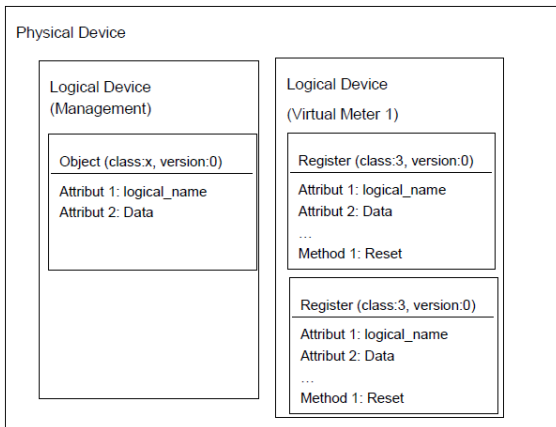 Physical Device
Logical Device
(Management)
Object (class:x, version:0)
Attribut 1: logical_name
Attribut 2: Data
Logical Device
(Virtual Meter 1)
Register (class:3, version:0)
Attribut 1: logical_name
Attribut 2: Data
...
Method 1: Reset
Register (class:3, version:0)
Attribut 1: logical_name
Attribut 2: Data
...
Method 1: Reset